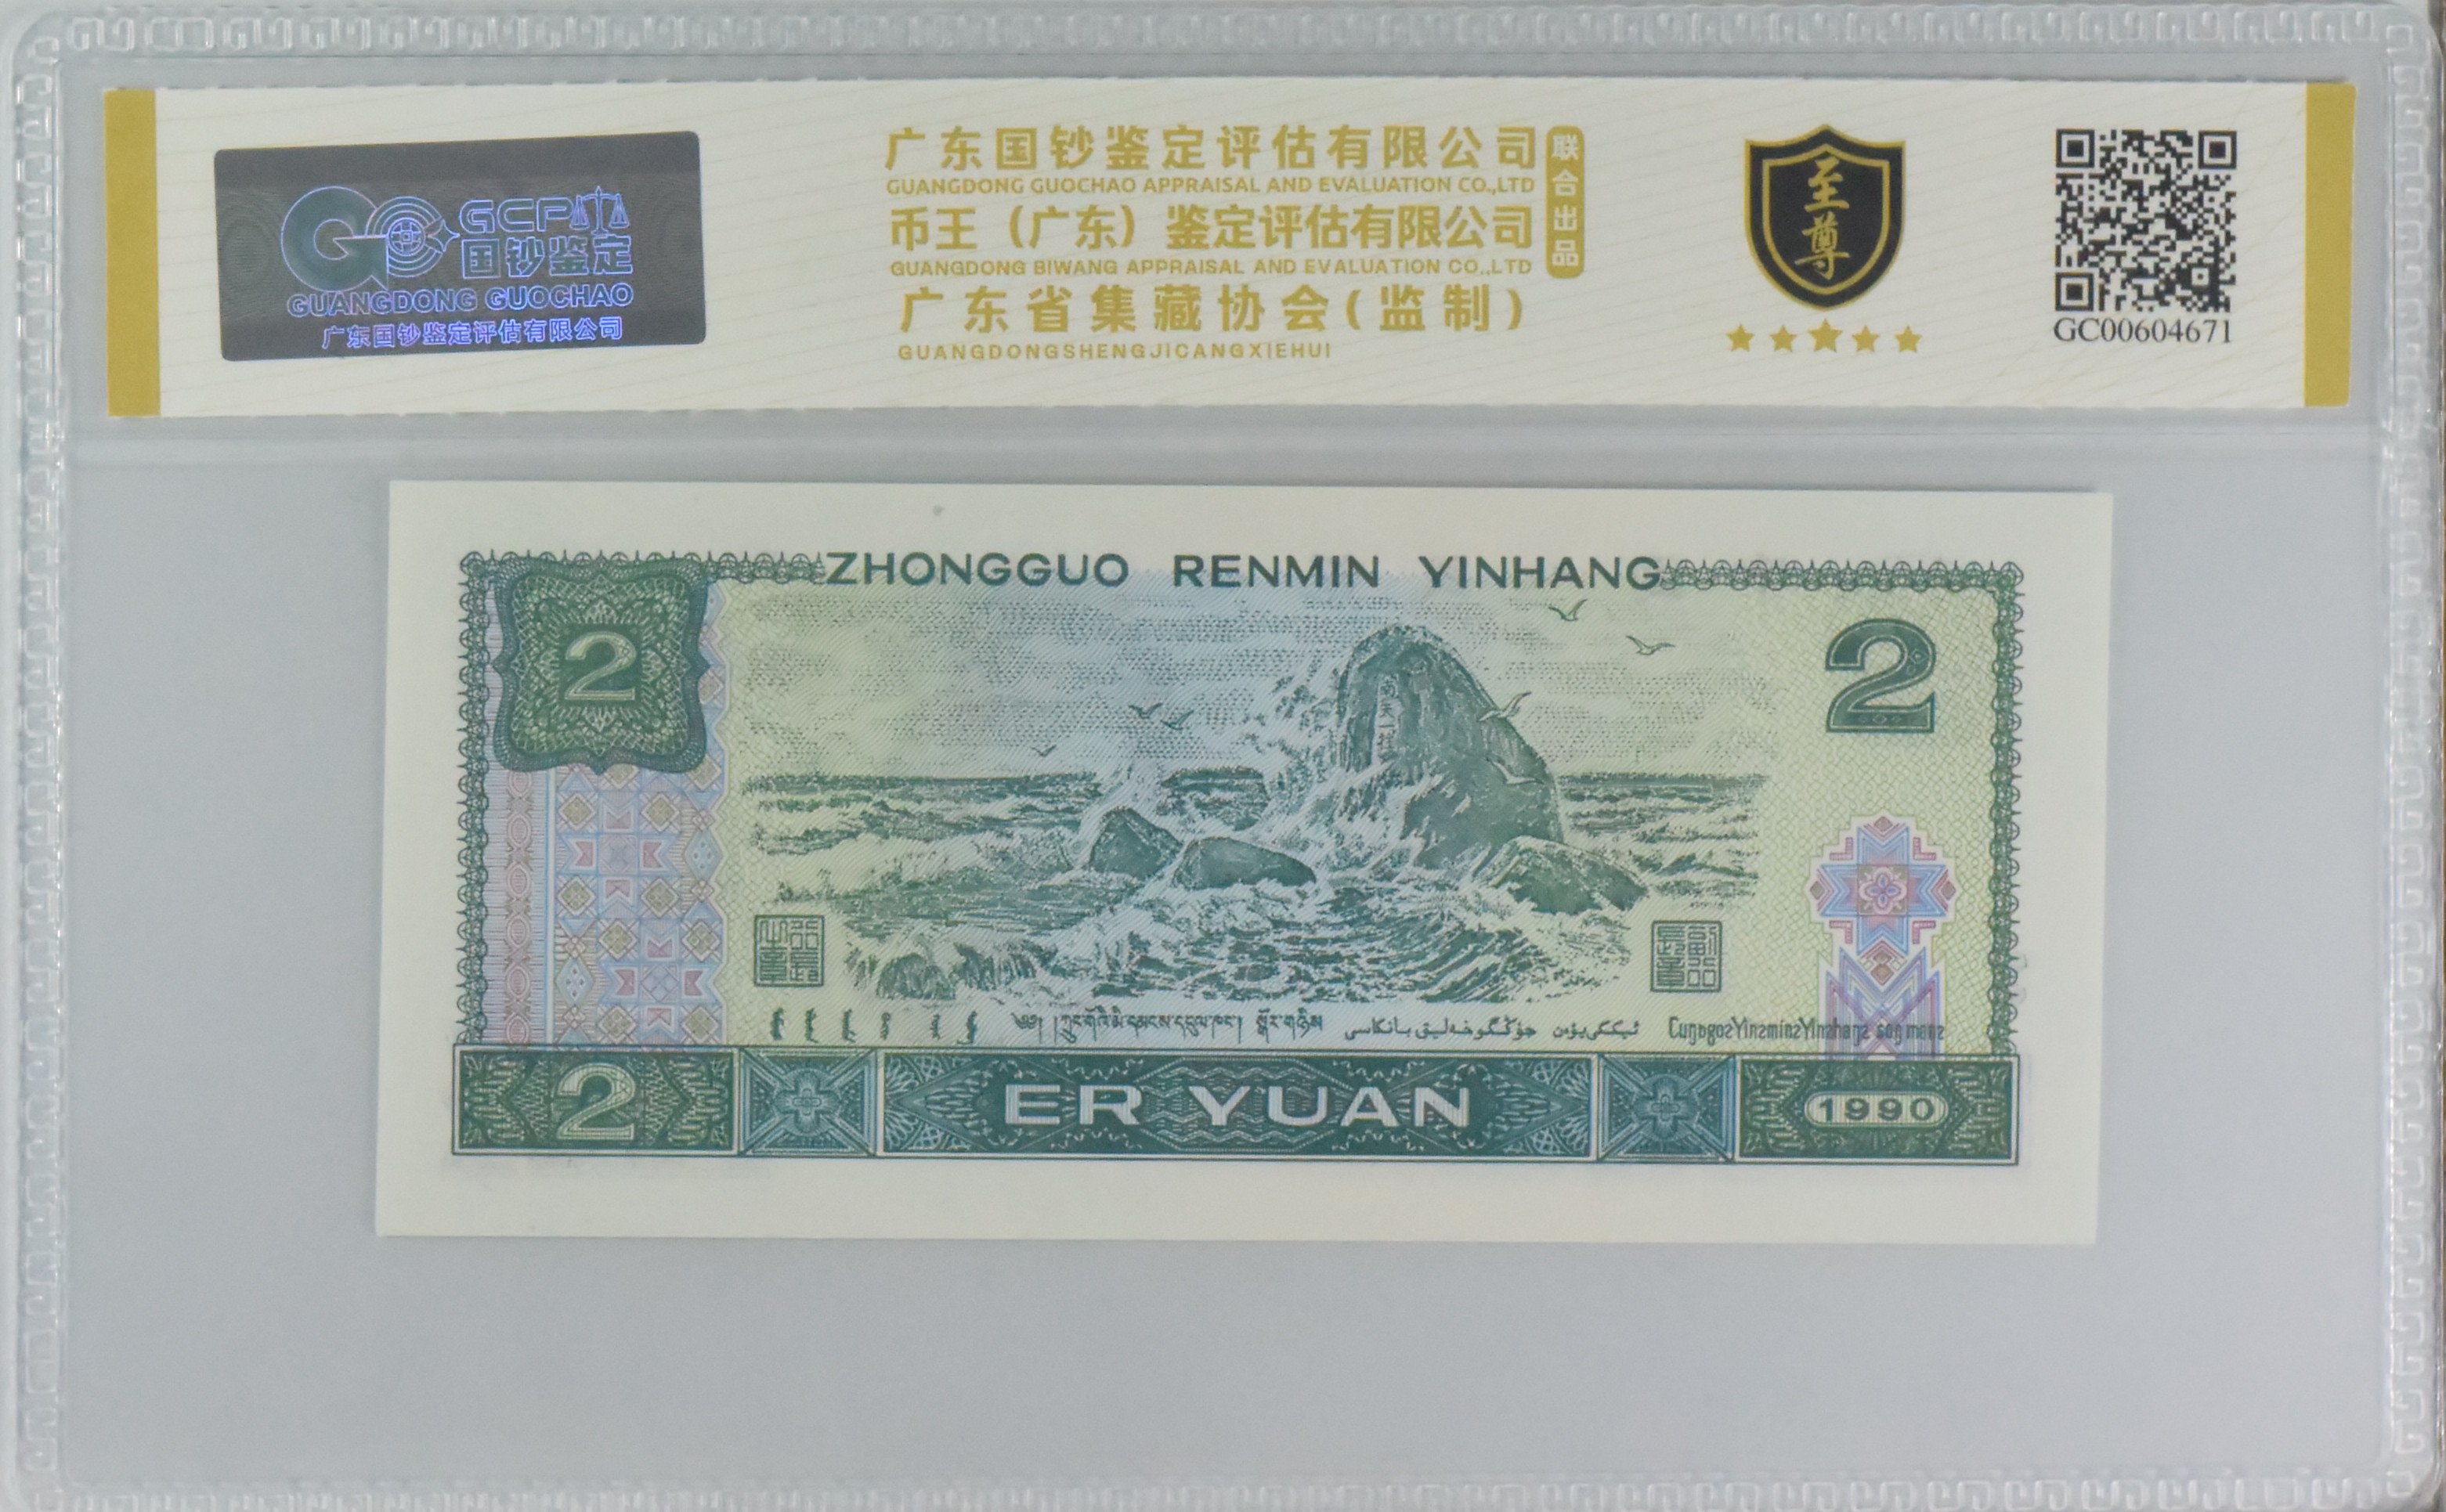 GCP
国钞鉴定
GUANGDONG GUOCHAO
广东国钞鉴定评估有限公司
广东国钞鉴定评估有限公司
GUANGDONG GUOCHAO APPRAISAL AND EVALUATION CO.,LTD
币王（广东）鉴定评估有限公司
GUANGDONG BIWANG APPRAISAL AND EVALUATION CO.,LTD
广东省集藏协会(监制)
GUANGDONGSHENGJICANGXIEHUI
联合出品
至尊
GC00604671
ZHONGGUO RENMIN YINHANG
2
2
南天一柱
2
ER YUAN
1990